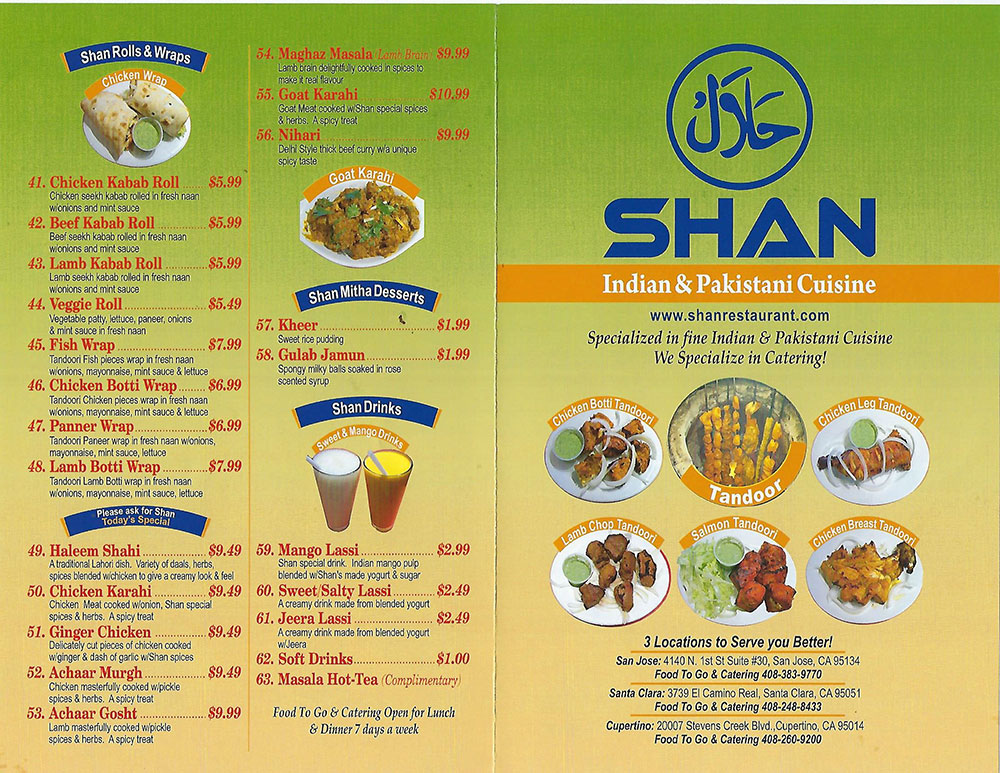 Shan Rolls & Wraps
Chicken Wrap
41. Chicken Kabab Roll ...... $5.99
Chicken seekh kabab rolled in fresh naan
w/onions and mint sauce
42. Beef Kabab Roll ........... $5.99
Beef seekh kabab rolled in fresh naan
w/onions and mint sauce
43. Lamb Kabab Roll .......... $5.99
Lamb seekh kabab rolled in fresh naan
w/onions and mint sauce
44. Veggie Roll .................... $5.49
Vegetable patty, lettuce, paneer, onions
& mint sauce in fresh naan
45. Fish Wrap ...................... $7.99
Tandoori Fish pieces wrap in fresh naan
w/onions, mayonnaise, mint sauce & lettuce
46. Chicken Botti Wrap ....... $6.99
Tandoori Chicken pieces wrap in fresh naan
w/onions, mayonnaise, mint sauce & lettuce
47. Panner Wrap ................. $6.99
Tandoori Paneer wrap in fresh naan w/onions,
mayonnaise, mint sauce, lettuce
48. Lamb Botti Wrap ........... $7.99
Tandoori Lamb Botti wrap in fresh naan
w/onions, mayonnaise, mint sauce, lettuce
Please ask for Shan
Today's Special
49. Haleem Shahi ................ $9.49
A traditional Lahori dish. Variety of daals, herbs,
spices blended w/chicken to give a creamy look & feel
50. Chicken Karahi .............. $9.49
Chicken Meat cooked w/onion, Shan special
spices & herbs. A spicy treat
51. Ginger Chicken .............. $9.49
Delicately cut pieces of chicken cooked
w/ginger & dash of garlic w/Shan spices
52. Achaar Murgh ................ $9.49
Chicken masterfully cooked w/pickle
spices & herbs. A spicy treat
53. Achaar Gosht ................. $9.99
Lamb masterfully cooked w/pickle
spices & herbs. A spicy treat
54. Maghaz Masala (Lamb Brain) $9.99
Lamb brain delightfully cooked in spices to
make it real flavour
55. Goat Karahi $10.99
Goat Meat cooked w/Shan special spices
& herbs. A spicy treat
56. Nihari $9.99
Delhi Style thick beef curry w/a unique
spicy taste
Goat Karahi
Shan Mitha Desserts
57. Kheer ............................ $1.99
Sweet rice pudding
58. Gulab Jamun ................. $1.99
Spongy milky balls soaked in rose
scented syrup
Shan Drinks
Sweet & Mango Drinks
59. Mango Lassi .................. $2.99
Shan special drink. Indian mango pulp
blended w/Shan's made yogurt & sugar
60. Sweet/Salty Lassi ........... $2.49
A creamy drink made from blended yogurt
61. Jeera Lassi ..................... $2.49
A creamy drink made from blended yogurt
w/Jeera
62. Soft Drinks ..................... $1.00
63. Masala Hot-Tea (Complimentary)
Food To Go & Catering Open for Lunch
& Dinner 7 days a week
حَلَالْ
SHAN
Indian & Pakistani Cuisine
www.shanrestaurant.com
Specialized in fine Indian & Pakistani Cuisine
We Specialize in Catering!
Chicken Botti Tandoori
Tandoor
Chicken Leg Tandoori
Lamb Chop Tandoori
Salmon Tandoori
Chicken Breast Tandoori
3 Locations to Serve you Better!
San Jose: 4140 N. 1st St Suite #30, San Jose, CA 95134
Food To Go & Catering 408-383-9770
Santa Clara: 3739 El Camino Real, Santa Clara, CA 95051
Food To Go & Catering 408-248-8433
Cupertino: 20007 Stevens Creek Blvd.,Cupertino, CA 95014
Food To Go & Catering 408-260-9200